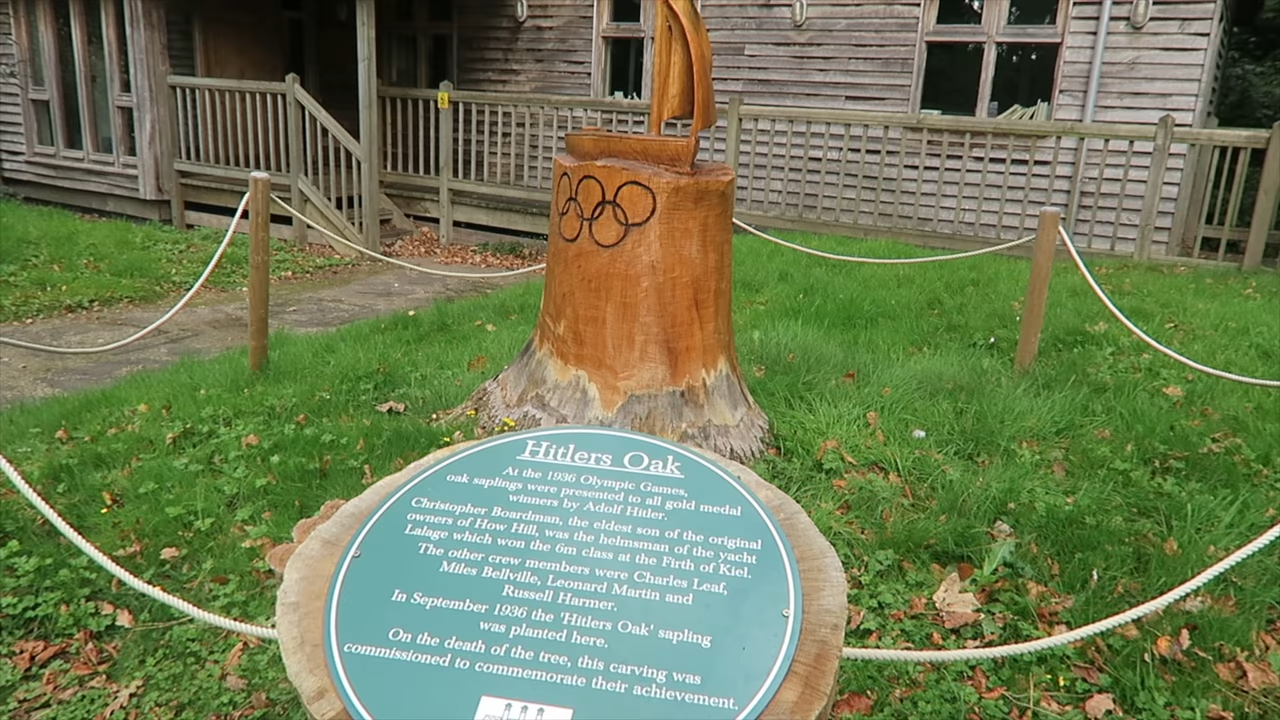 Hitlers Oak
At the 1936 Olympic Games,
oak saplings were presented to all gold medal
winners by Adolf Hitler.
Christopher Boardman, the eldest son of the original
owners of How Hill, was the helmsman of the yacht
Lalage which won the 6m class at the Firth of Kiel.
The other crew members were Charles Leaf,
Miles Bellville, Leonard Martin and
Russell Harmer.
In September 1936 the 'Hitlers Oak' sapling
was planted here.
On the death of the tree, this carving was
commissioned to commemorate their achievement.